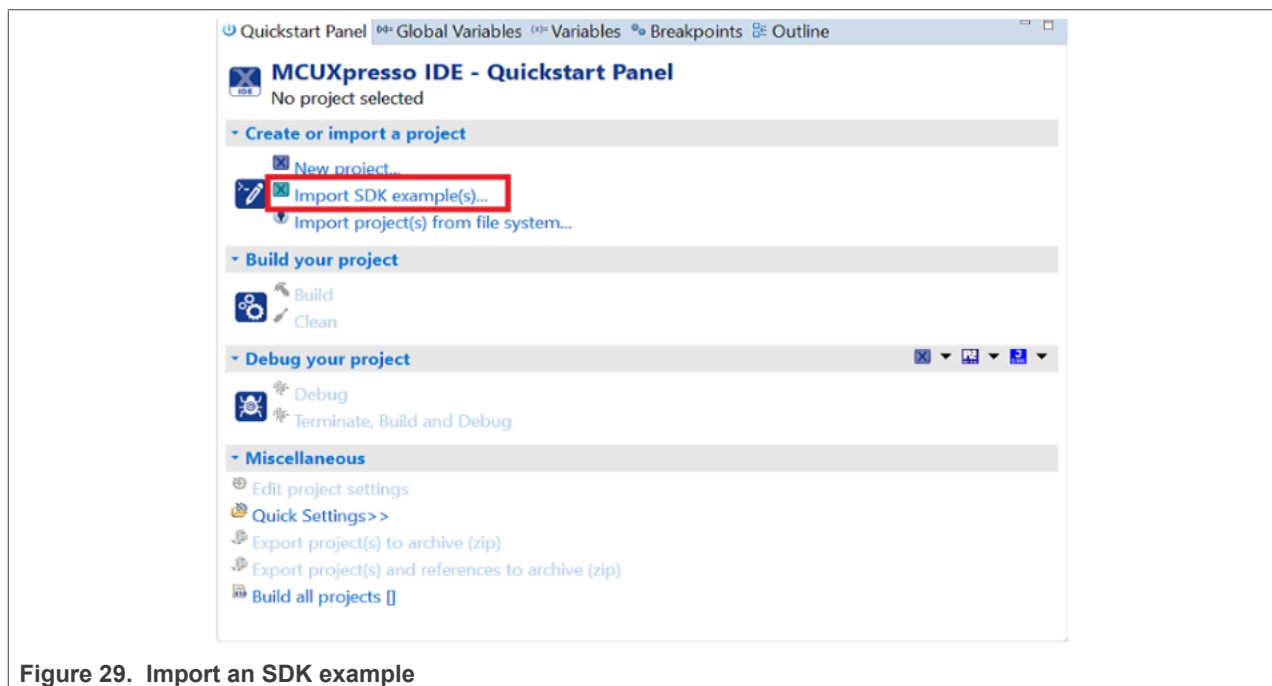 Quickstart Panel (x)= Global Variables (x)= Variables Breakpoints Outline
MCUXpresso IDE - Quickstart Panel
IDE
No project selected
Create or import a project
New project...
Import SDK example(s)...
Import project(s) from file system...
Build your project
Build
Clean
Debug your project
Debug
Terminate, Build and Debug
Miscellaneous
Edit project settings
Quick Settings>>
Export project(s) to archive (zip)
Export project(s) and references to archive (zip)
Build all projects []
Figure 29. Import an SDK example